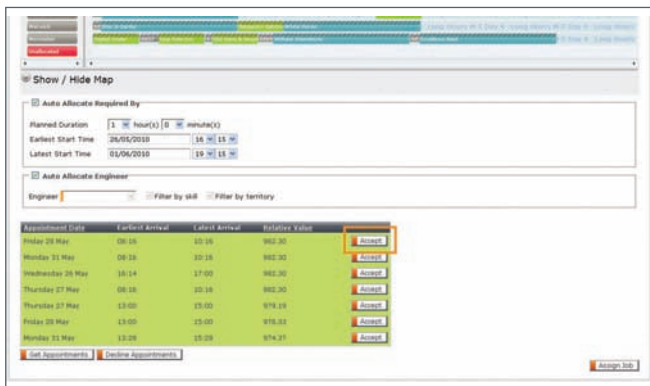 Unallocated
Show / Hide Map
Auto Allocate Required By
Planned Duration 1 hour(s) 0 minute(s)
Earliest Start Time 26/05/2010 16 15
Latest Start Time 01/06/2010 19 15
Auto Allocate Engineer
Engineer Filter by skill Filter by territory
Appointment Date Earliest Arrival Latest Arrival Relative Value
Friday 28 May 08:16 10:16 982.30 Accept
Monday 31 May 08:16 10:16 982.30 Accept
Wednesday 26 May 16:14 17:00 982.30 Accept
Thursday 27 May 08:16 10:16 982.30 Accept
Thursday 27 May 13:00 15:00 979.19 Accept
Friday 28 May 13:00 15:00 Accept
Monday 31 May 13:29 15:29 974.37 Accept
Get Appointments Decline Appointments
Assign Job